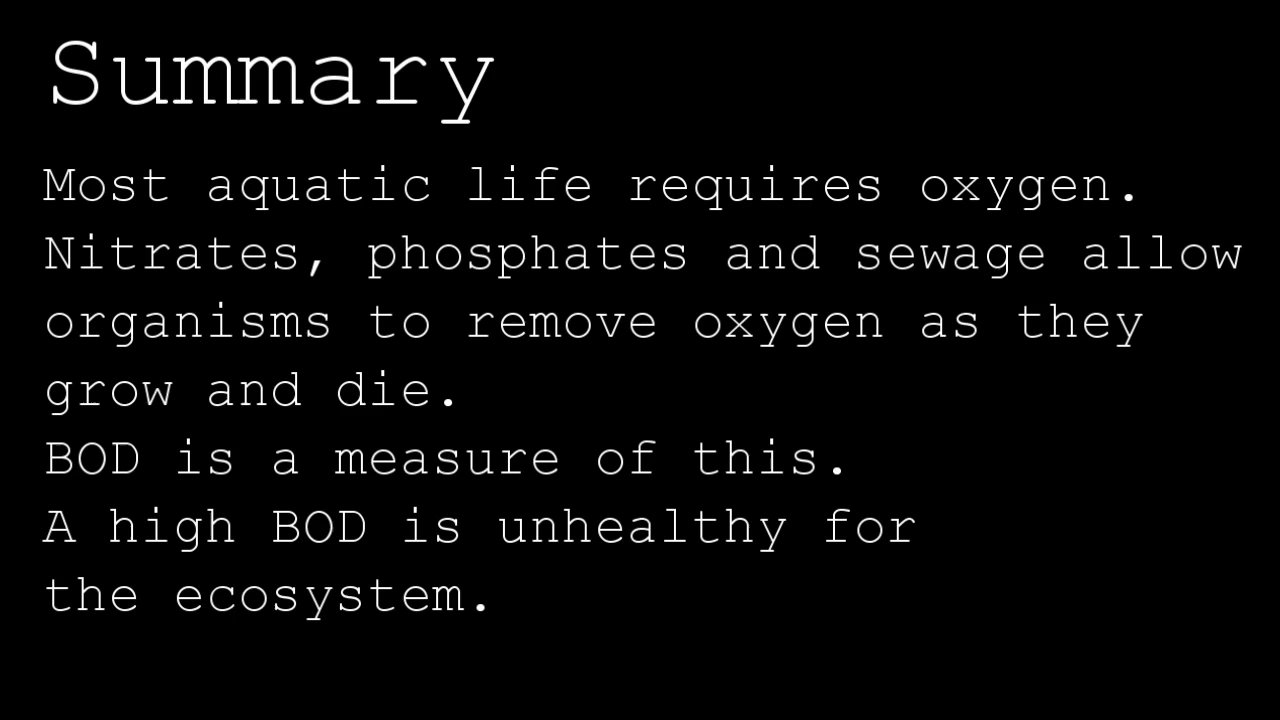 Summary
Most aquatic life requires oxygen.
Nitrates, phosphates and sewage allow
organisms to remove oxygen as they
grow and die.
BOD is a measure of this.
A high BOD is unhealthy for
the ecosystem.